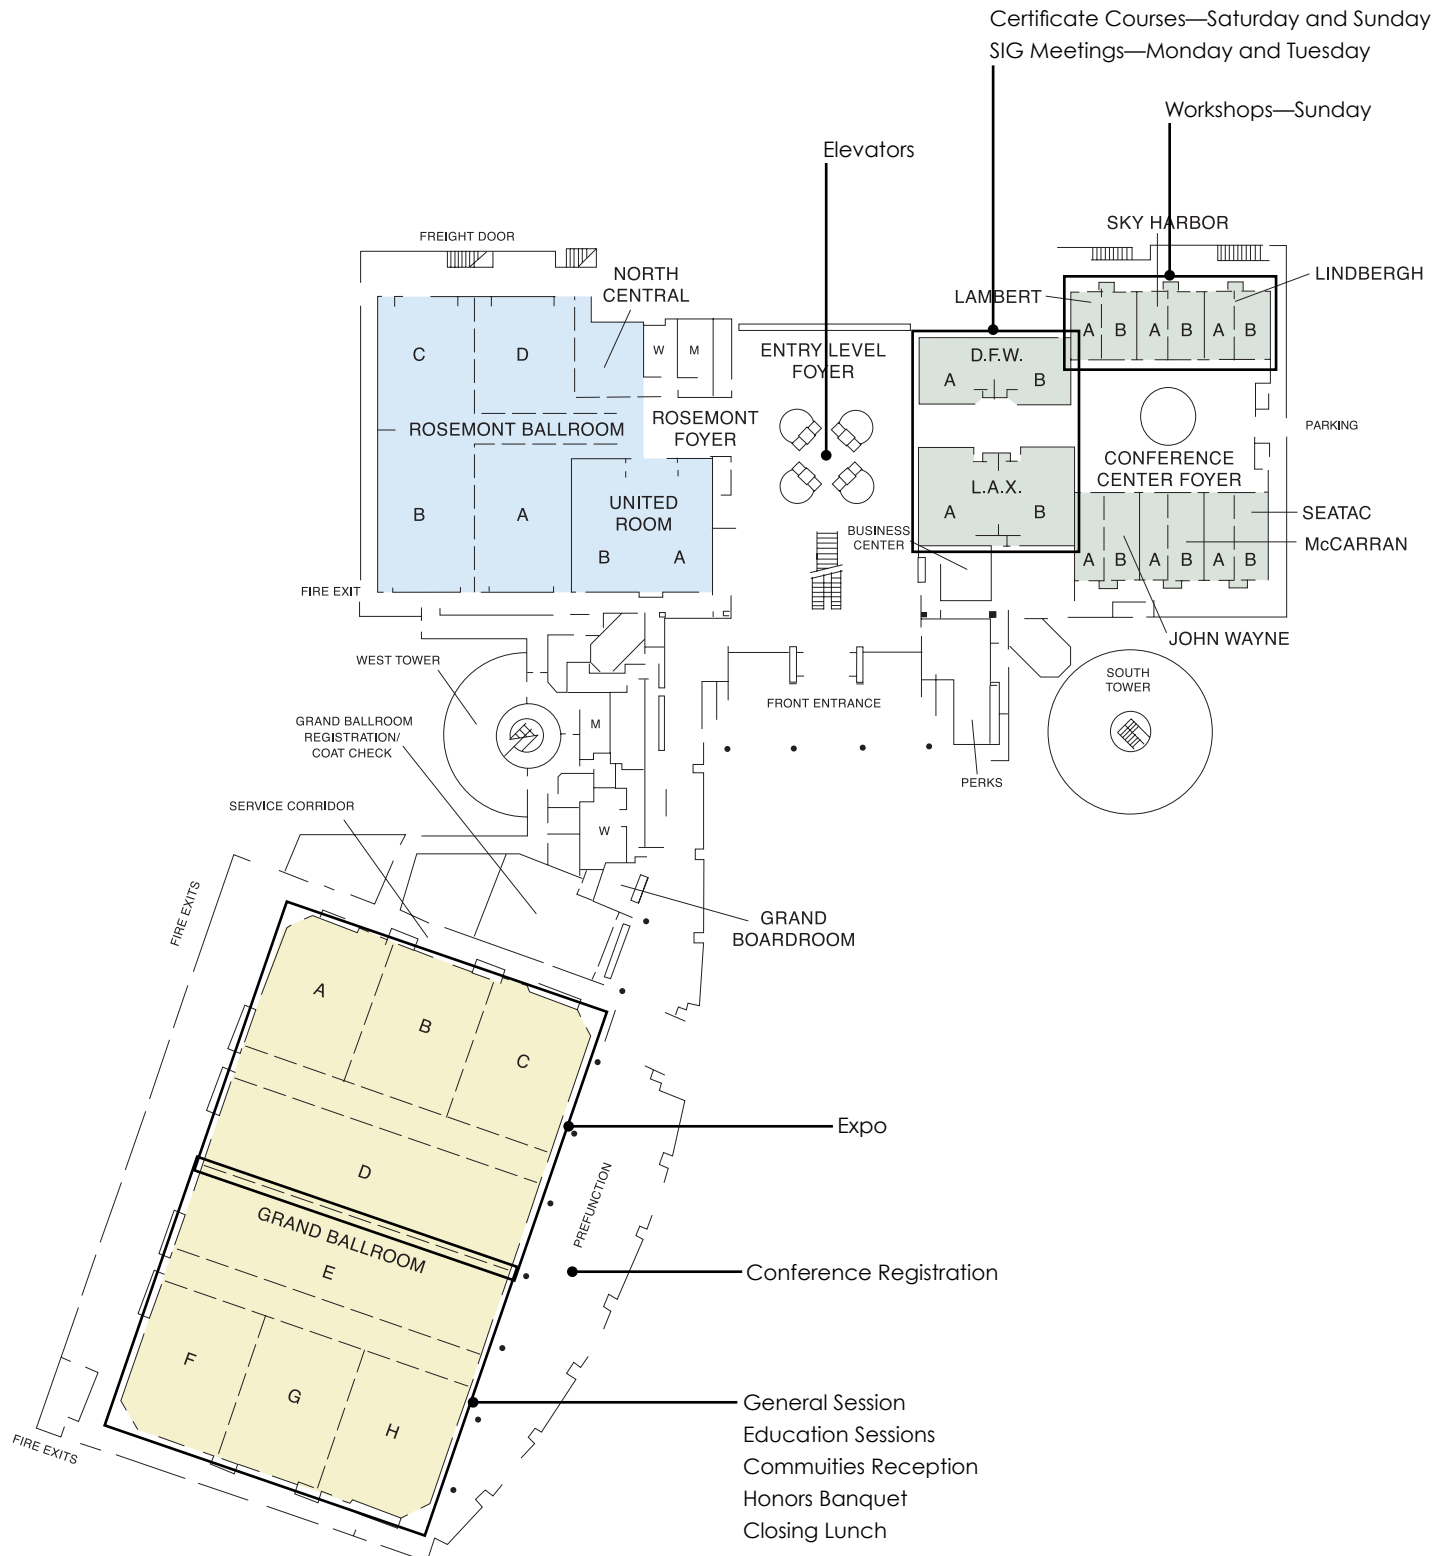 Certificate Courses—Saturday and Sunday
SIG Meetings—Monday and Tuesday
Workshops—Sunday
Elevators
SKY HARBOR
FREIGHT DOOR
NORTH
CENTRAL
LINDBERGH
LAMBERT
A B A B A B
C
D
W
M
ENTRY LEVEL
FOYER
D.F.W.
A
B
ROSEMONT BALLROOM
ROSEMONT
FOYER
PARKING
CONFERENCE
CENTER FOYER
L.A.X.
A
B
B
A
UNITED
ROOM
B
A
BUSINESS
CENTER
SEATAC
McCARRAN
A B A B A B
FIRE EXIT
JOHN WAYNE
WEST TOWER
SOUTH
TOWER
FRONT ENTRANCE
GRAND BALLROOM
REGISTRATION/
COAT CHECK
M
PERKS
SERVICE CORRIDOR
W
FIRE EXITS
GRAND
BOARDROOM
A
B
C
Expo
D
PREFUNCTION
GRAND BALLROOM
E
Conference Registration
F
G
H
General Session
Education Sessions
Commuities Reception
Honors Banquet
Closing Lunch
FIRE EXITS